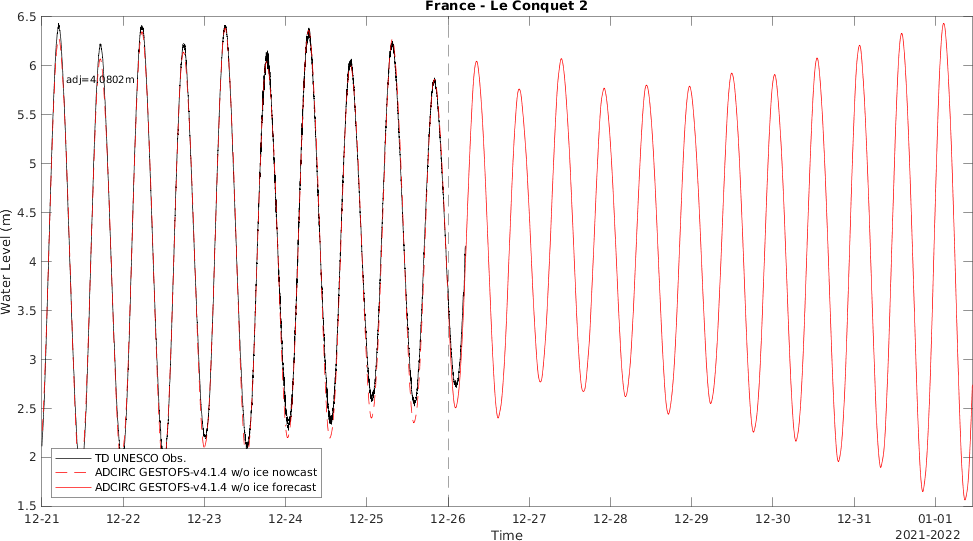 France - Le Conquet 2
6.5
6
5.5
5
4.5
4
3.5
3
2.5
2
1.5
Water Level (m)
adj=4.0802m
TD UNESCO Obs.
ADCIRC GESTOFS-v4.1.4 w/o ice nowcast
ADCIRC GESTOFS-v4.1.4 w/o ice forecast
12-21 12-22 12-23 12-24 12-25 12-26 12-27 12-28 12-29 12-30 12-31 01-01
Time
2021-2022